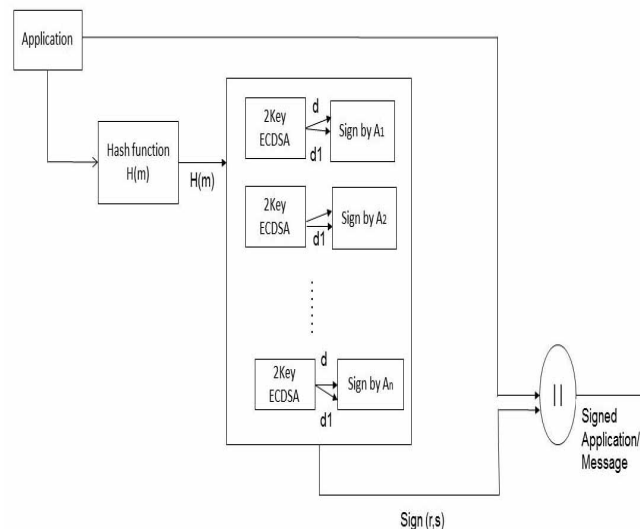 Application
Hash function
H(m)
H(m)
2Key
ECDSA
d
d1
Sign by A1
2Key
ECDSA
d1
Sign by A2
2Key
ECDSA
d
d1
Sign by An
||
Signed
Application/
Message
Sign (r,s)